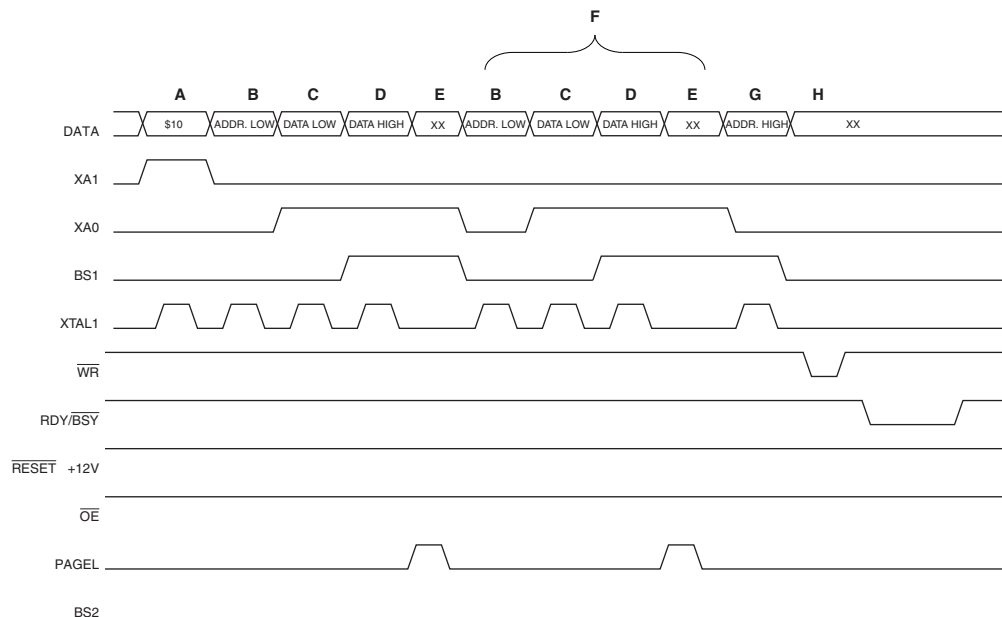 F
A B C D E B C D E G H
DATA $10 ADDR. LOW DATA LOW DATA HIGH XX ADDR. LOW DATA LOW DATA HIGH XX ADDR. HIGH XX
XA1
XA0
BS1
XTAL1
WR
RDY/BSY
RESET +12V
OE
PAGEL
BS2